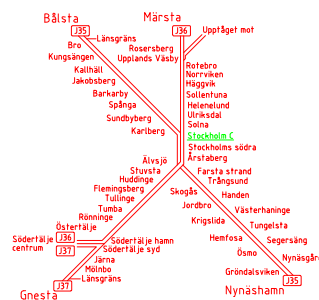 Bålsta
Märsta
J35
J36
Länsgräns
Upptåget mot
Bro
Rosersberg
Kungsängen
Upplands Väsby
Kallhäll
Rotebro
Jakobsberg
Norrviken
Häggvik
Barkarby
Sollentuna
Spånga
Helenelund
Sundbyberg
Ulriksdal
Karlberg
Solna
Stockholm C
Stockholms södra
Älvsjö
Årstaberg
Stuvsta
Farsta strand
Huddinge
Trångsund
Flemingsberg
Skogås
Handen
Tullinge
Jordbro
Tumba
Västerhaninge
Rönninge
Krigslida
Tungelsta
Östertälje
Hemfosa
Segersäng
Södertälje
centrum
J36
J37
Södertälje hamn
Södertälje syd
Ösmo
Nynäsgård
Järna
Mölnbo
Gröndalsviken
Länsgräns
J37
J35
Gnesta
Nynäshamn